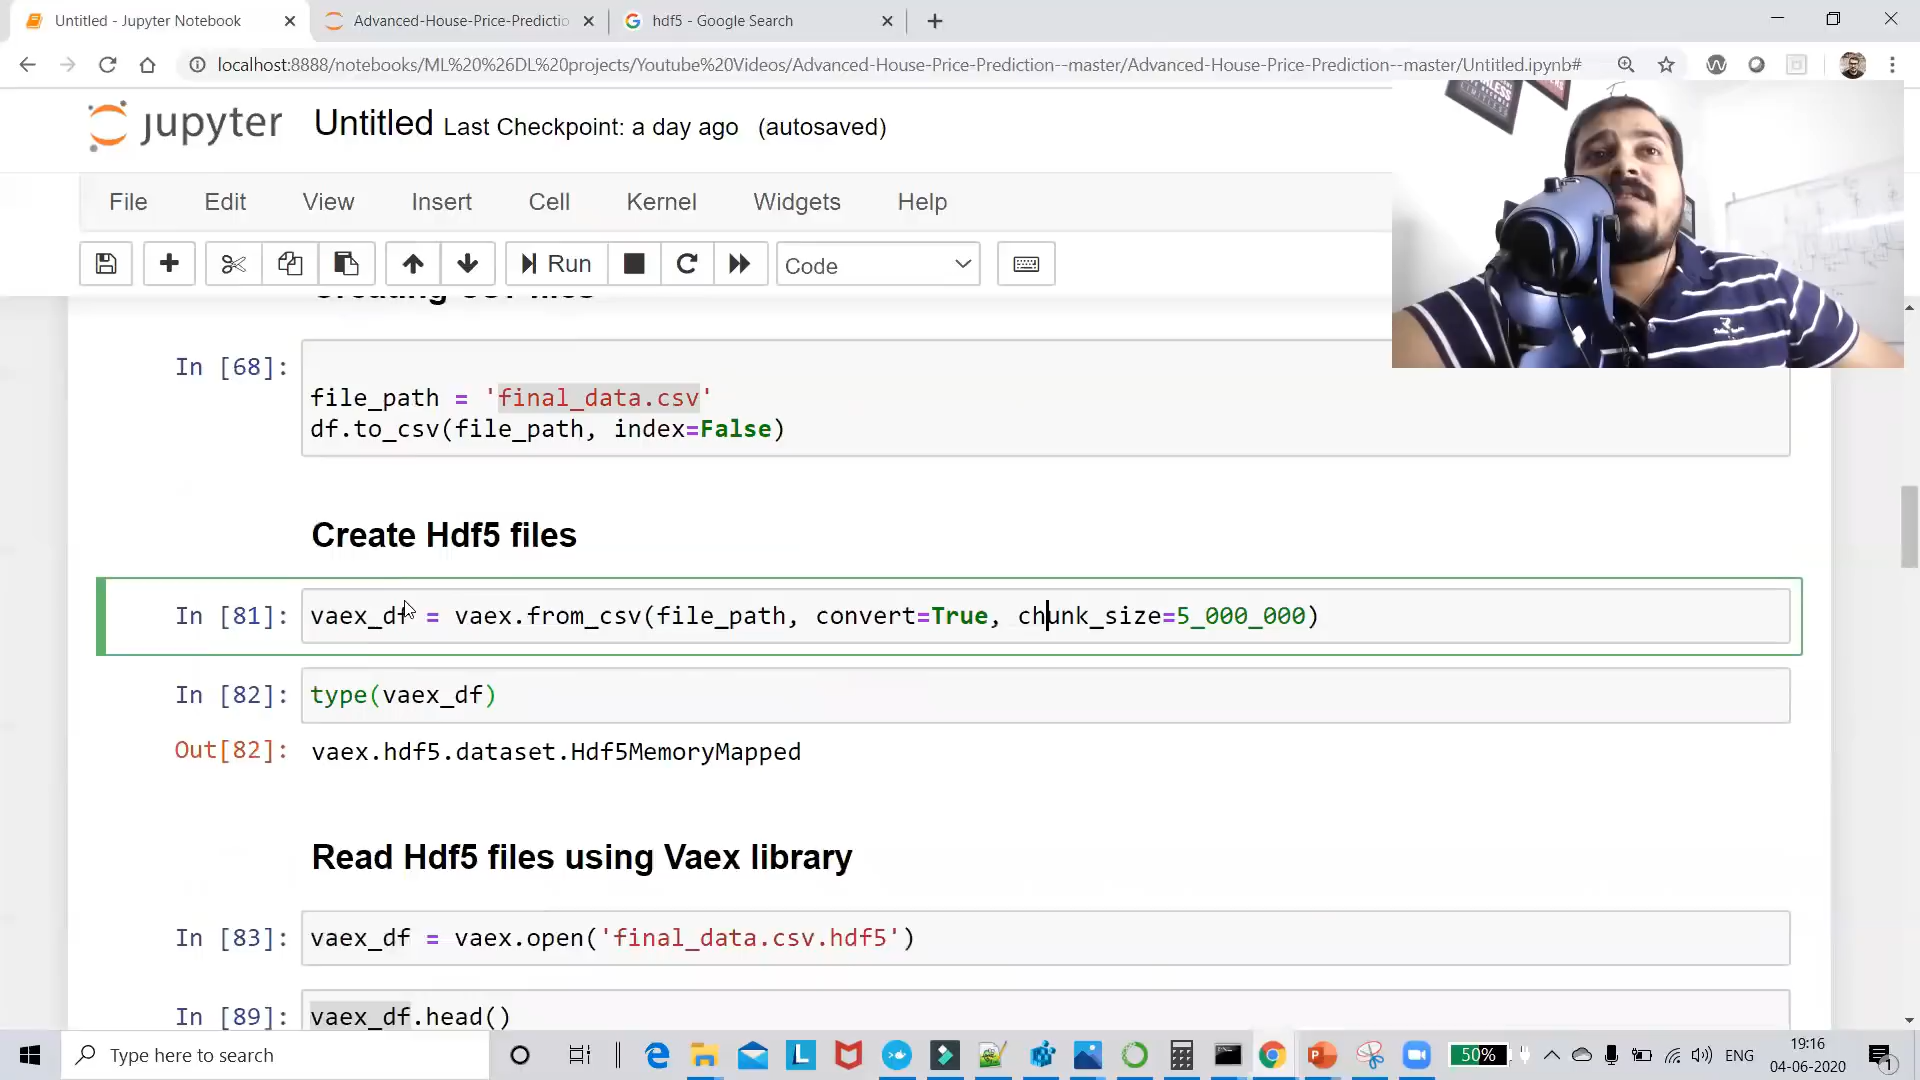 Untitled - Jupyter Notebook
Advanced-House-Price-Predictio
hdf5 - Google Search
localhost:8888/notebooks/ML%20%26DL%20projects/Youtube%20Videos/Advanced-House-Price-Prediction--master/Advanced-House-Price-Prediction--master/Untitled.ipynb#
jupyter Untitled Last Checkpoint: a day ago (autosaved)
File Edit View Insert Cell Kernel Widgets Help
Run Code
Creating CSV files
In [68]:
file_path = 'final_data.csv'
df.to_csv(file_path, index=False)
Create Hdf5 files
In [81]: vaex_df = vaex.from_csv(file_path, convert=True, chunk_size=5_000_000)
In [82]: type(vaex_df)
Out[82]: vaex.hdf5.dataset.Hdf5MemoryMapped
Read Hdf5 files using Vaex library
In [83]: vaex_df = vaex.open('final_data.csv.hdf5')
In [89]: vaex_df.head()
Type here to search
50%
ENG
19:16
04-06-2020
1